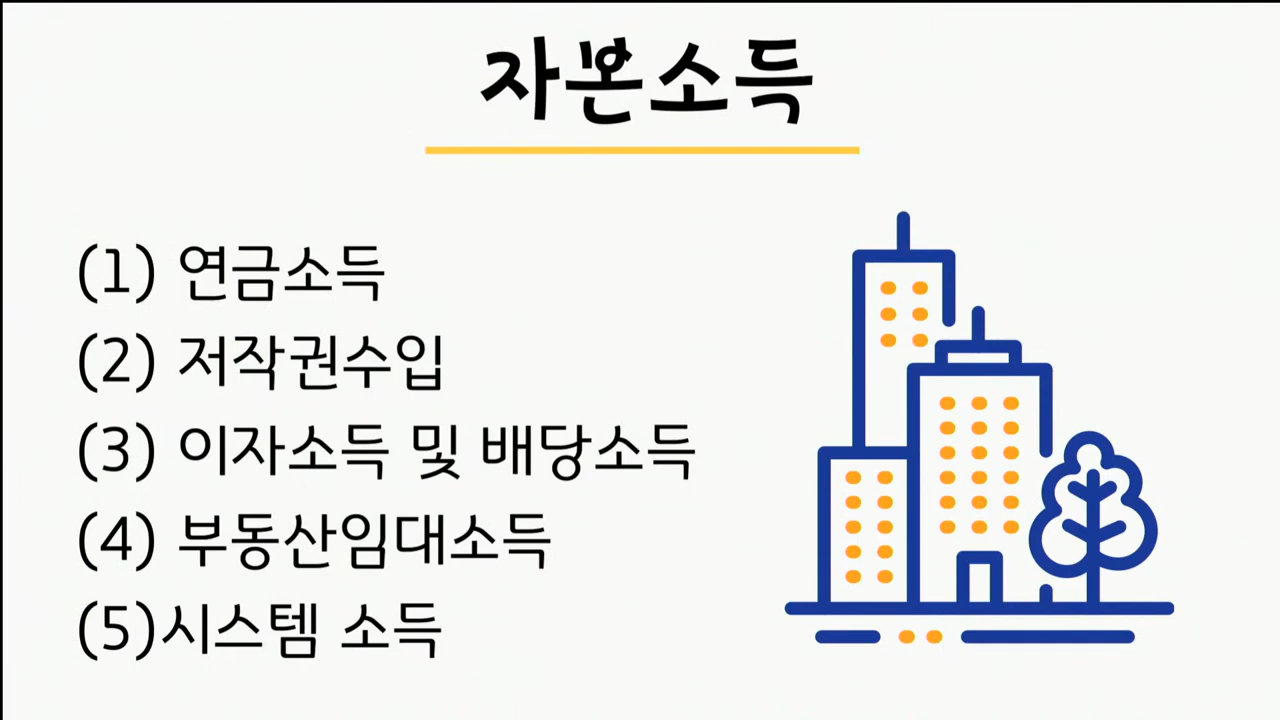 자본소득
(1) 연금소득
(2) 저작권수입
(3) 이자소득 및 배당소득
(4) 부동산임대소득
(5)시스템 소득